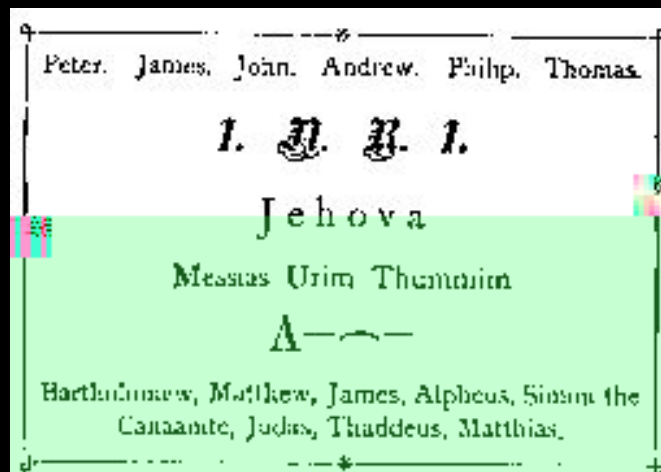 Peter. James. John. Andrew. Philip. Thomas.
I. N. R. I.
Jehova
Messias Urim Thummim
A
Bartholomew, Matthew, James, Alpheus, Simon the
Canaanite, Judas, Thaddeus, Matthias.